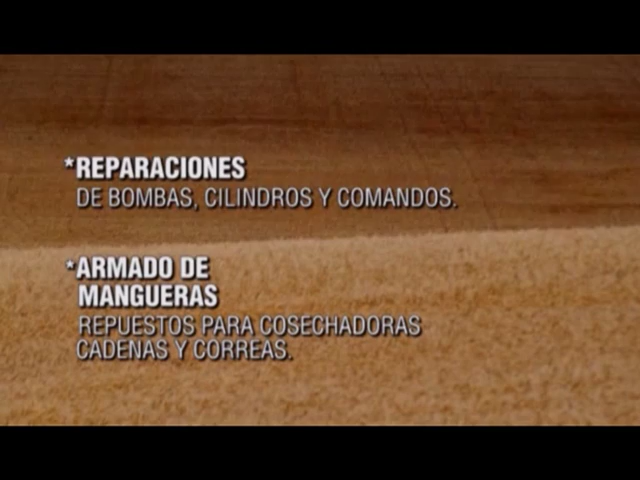 *REPARACIONES
DE BOMBAS, CILINDROS Y COMANDOS.
*ARMADO DE
MANGUERAS
REPUESTOS PARA COSECHADORAS
CADENAS Y CORREAS.